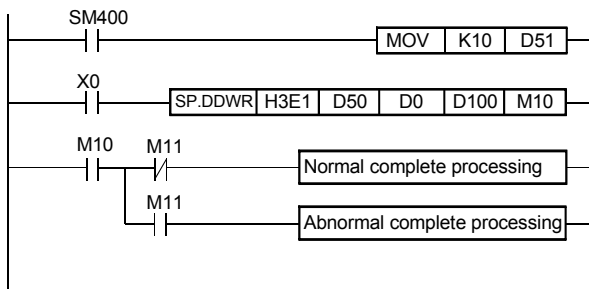 SM400
MOV K10 D51
X0
SP.DDWR H3E1 D50 D0 D100 M10
M10 M11
Normal complete processing
M11
Abnormal complete processing